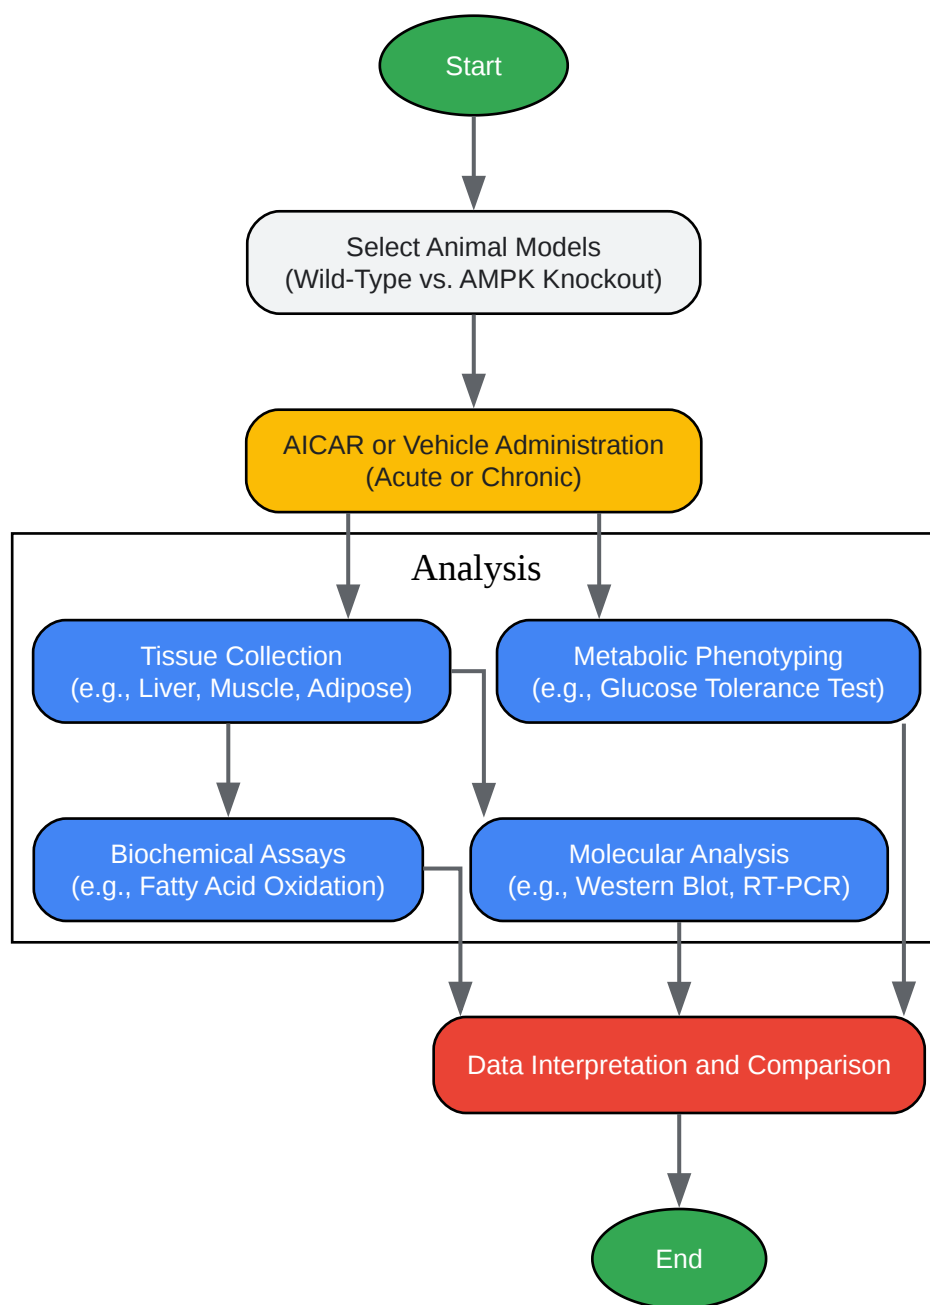 Start
Select Animal Models
(Wild-Type vs. AMPK Knockout)
AICAR or Vehicle Administration
(Acute or Chronic)
Analysis
Tissue Collection
(e.g., Liver, Muscle, Adipose)
Metabolic Phenotyping
(e.g., Glucose Tolerance Test)
Biochemical Assays
(e.g., Fatty Acid Oxidation)
Molecular Analysis
(e.g., Western Blot, RT-PCR)
Data Interpretation and Comparison
End